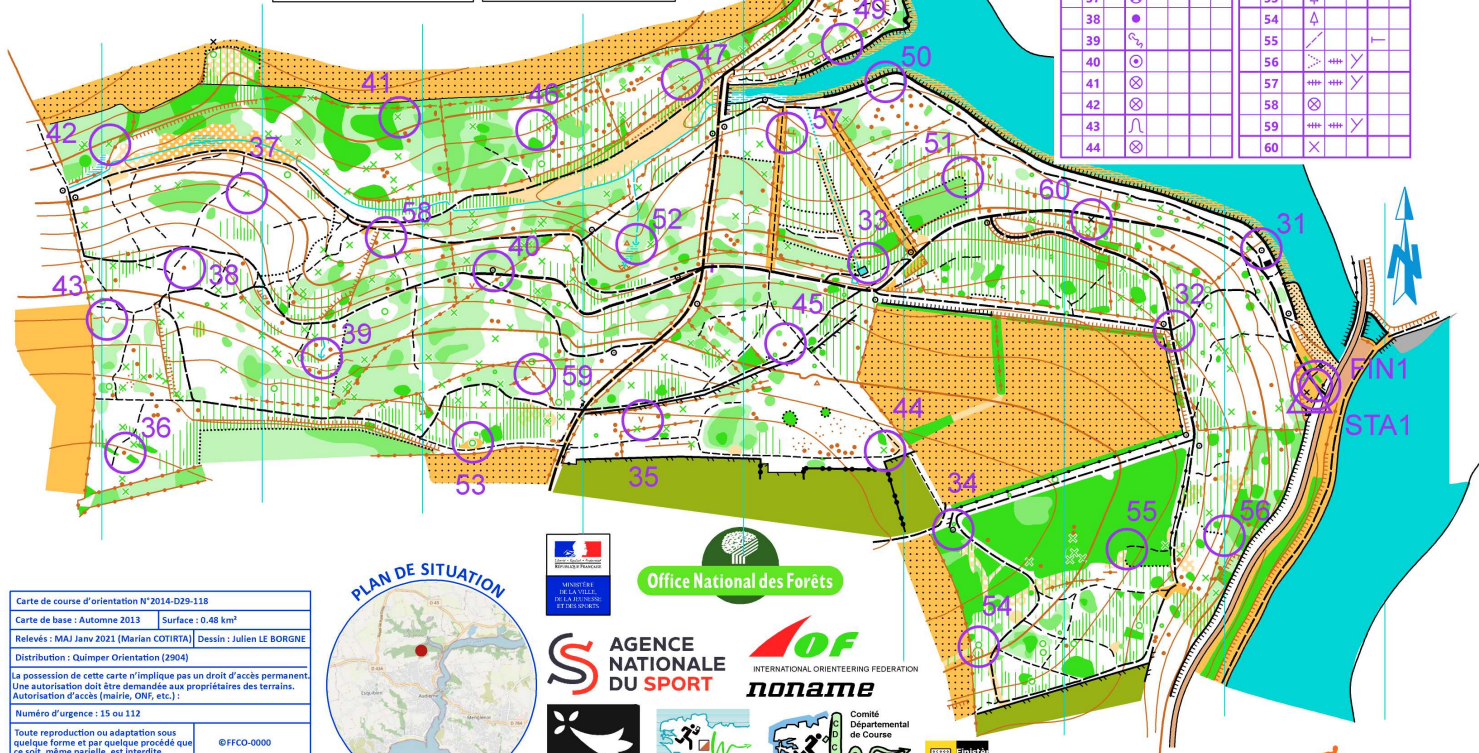 49
47
50
41
46
42
57
37
51
58
52
60
40
33
31
38
43
32
45
39
59
FIN1
STA1
36
44
53
35
34
55
56
54
37
38
39
40
41
42
43
44
53
54
55
56
57
58
59
60
N
Carte de course d'orientation N°2014-D29-118
Carte de base : Automne 2013
Surface : 0.48 km²
Relevés : MAJ Janv 2021 (Marian COTIRTA)
Dessin : Julien LE BORGNE
Distribution : Quimper Orientation (2904)
La possession de cette carte n'implique pas un droit d'accès permanent.
Une autorisation doit être demandée aux propriétaires des terrains.
Autorisation d'accès (mairie, ONF, etc.) :
Numéro d'urgence : 15 ou 112
Toute reproduction ou adaptation sous
quelque forme et par quelque procédé que
ce soit, même parielle, est interdite
©FFCO-0000
PLAN DE SITUATION
Audierne
RÉPUBLIQUE FRANÇAISE
MINISTÈRE
DE LA VILLE,
DE LA JEUNESSE
ET DES SPORTS
Office National des Forêts
AGENCE
NATIONALE
DU SPORT
IOF
INTERNATIONAL ORIENTEERING FEDERATION
noname
Comité
Départemental
de Course
Finistère